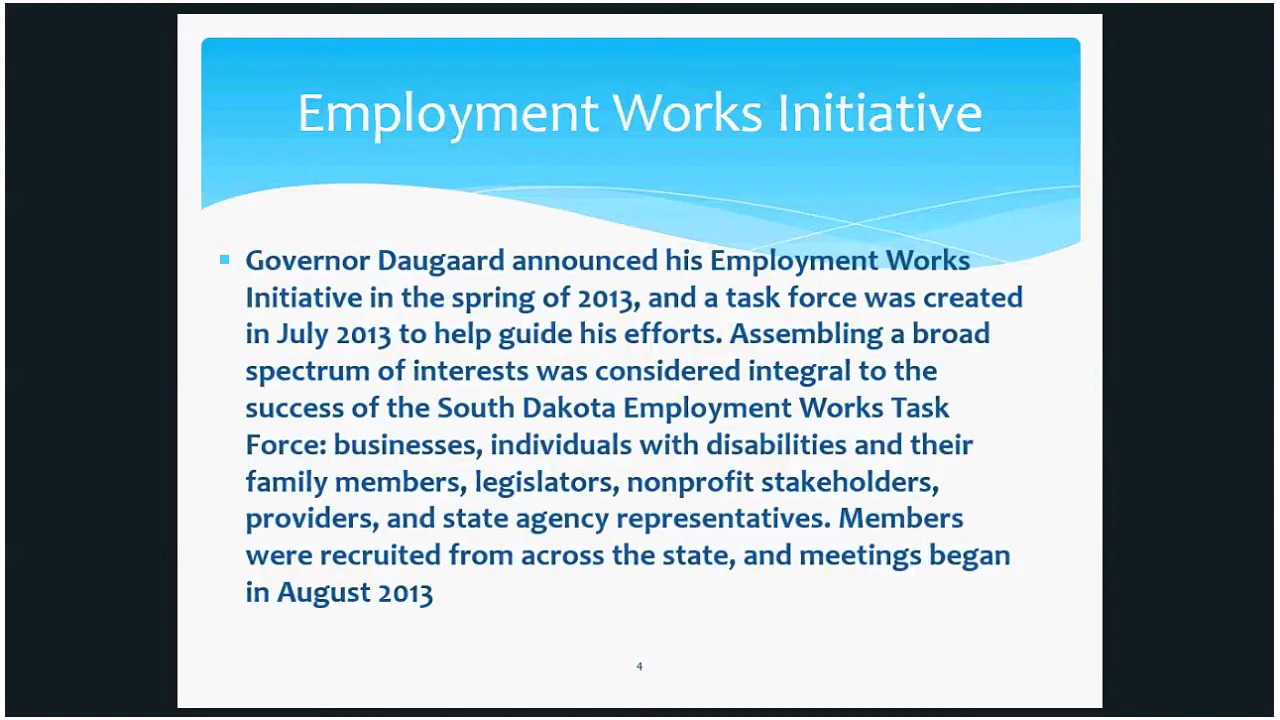 Employment Works Initiative
Governor Daugaard announced his Employment Works
Initiative in the spring of 2013, and a task force was created
in July 2013 to help guide his efforts. Assembling a broad
spectrum of interests was considered integral to the
success of the South Dakota Employment Works Task
Force: businesses, individuals with disabilities and their
family members, legislators, nonprofit stakeholders,
providers, and state agency representatives. Members
were recruited from across the state, and meetings began
in August 2013
4